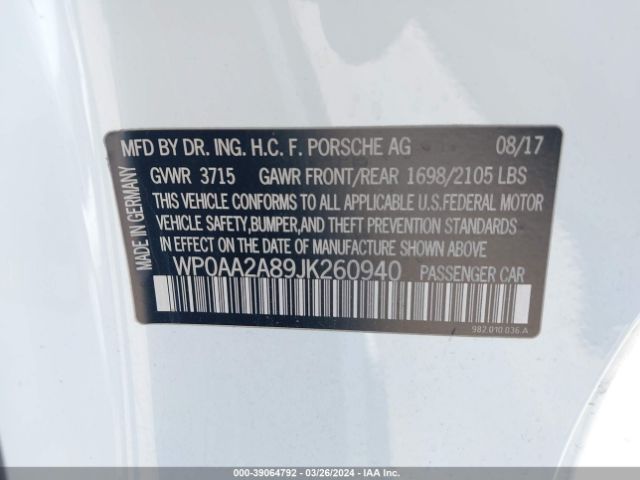 MFD BY DR. ING. H.C. F. PORSCHE AG 08/17
GVWR 3715 GAWR FRONT/REAR 1698/2105 LBS
THIS VEHICLE CONFORMS TO ALL APPLICABLE U.S.FEDERAL MOTOR
VEHICLE SAFETY,BUMPER,AND THEFT PREVENTION STANDARDS
IN EFFECT ON THE DATE OF MANUFACTURE SHOWN ABOVE
WP0AA2A89JK260940 PASSENGER CAR
MADE IN GERMANY
982.010.036.A
000-39064792 - 03/26/2024 - IAA Inc.